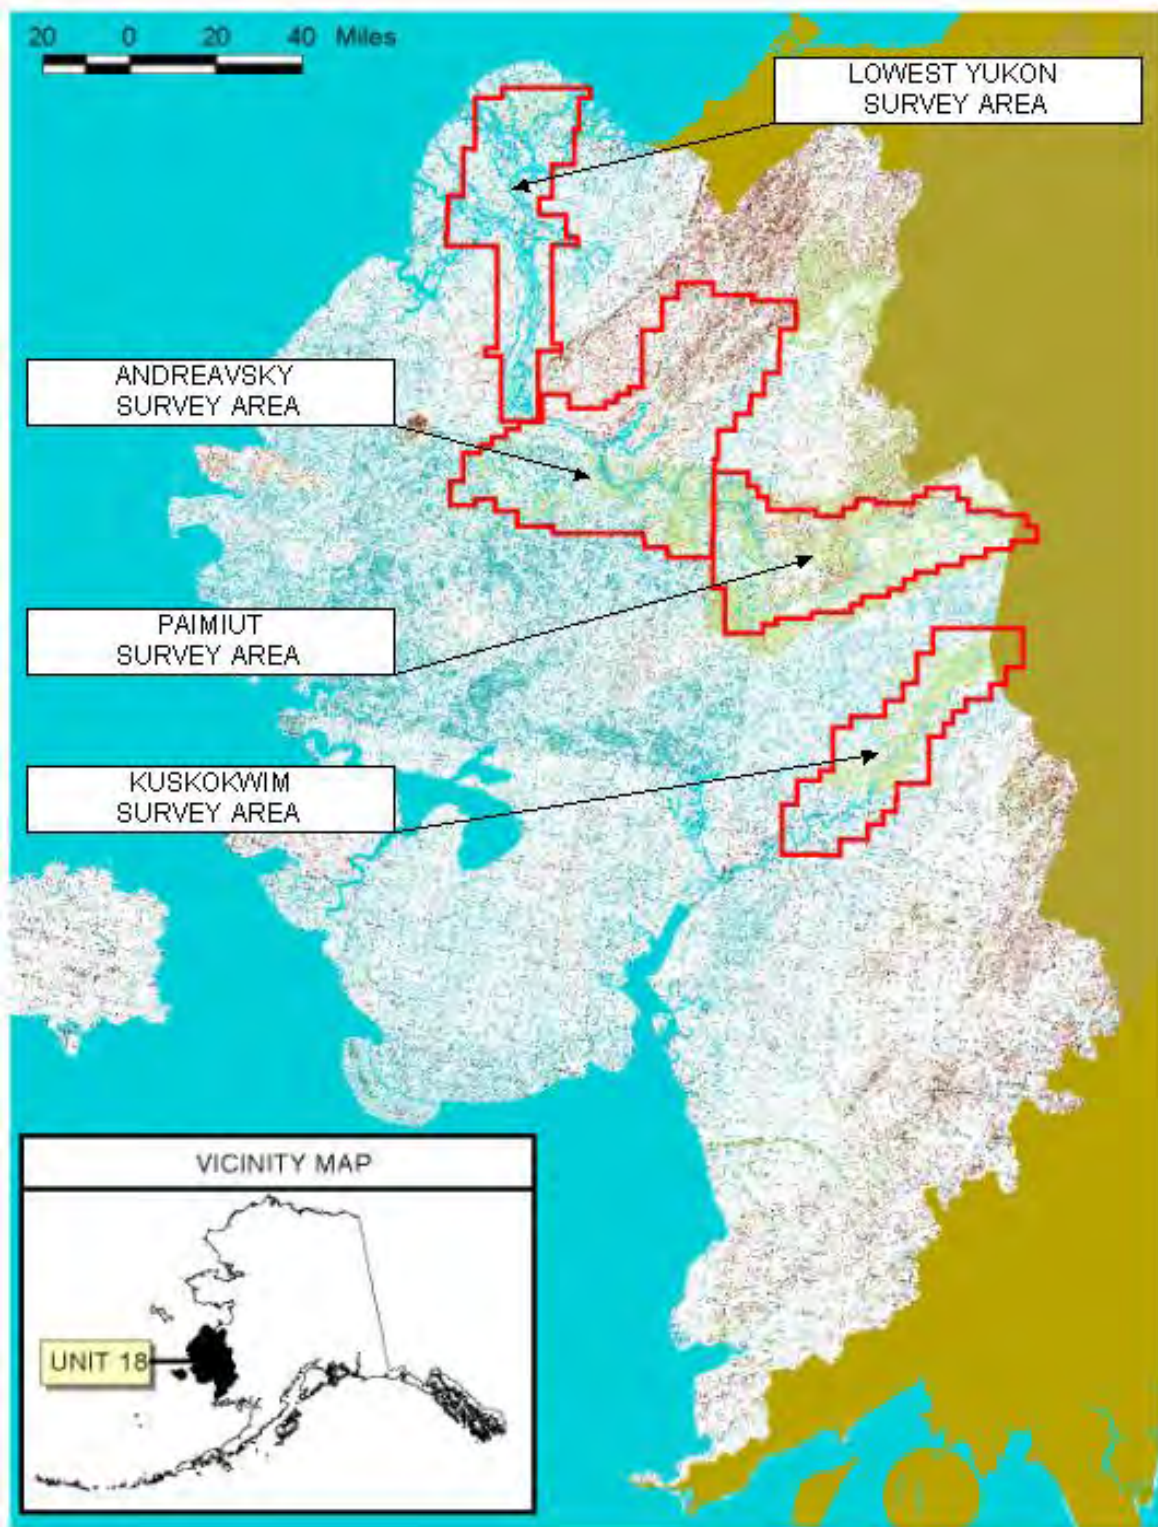 20 0 20 40 Miles
LOWEST YUKON
SURVEY AREA
ANDREAVSKY
SURVEY AREA
PAIMIUT
SURVEY AREA
KUSKOKWIM
SURVEY AREA
VICINITY MAP
UNIT 18